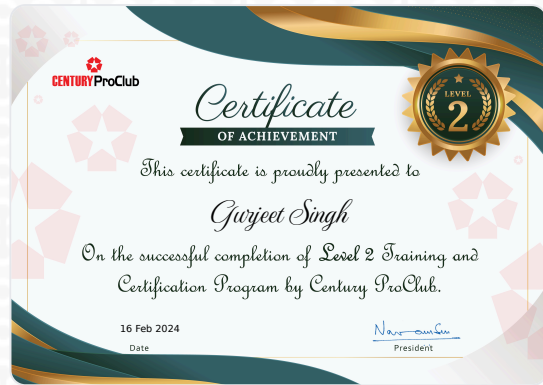 CENTURY ProClub
Certificate
OF ACHIEVEMENT
LEVEL
2
This certificate is proudly presented to
Gurjeet Singh
On the successful completion of Level 2 Training and
Certification Program by Century ProClub.
16 Feb 2024
Date
President